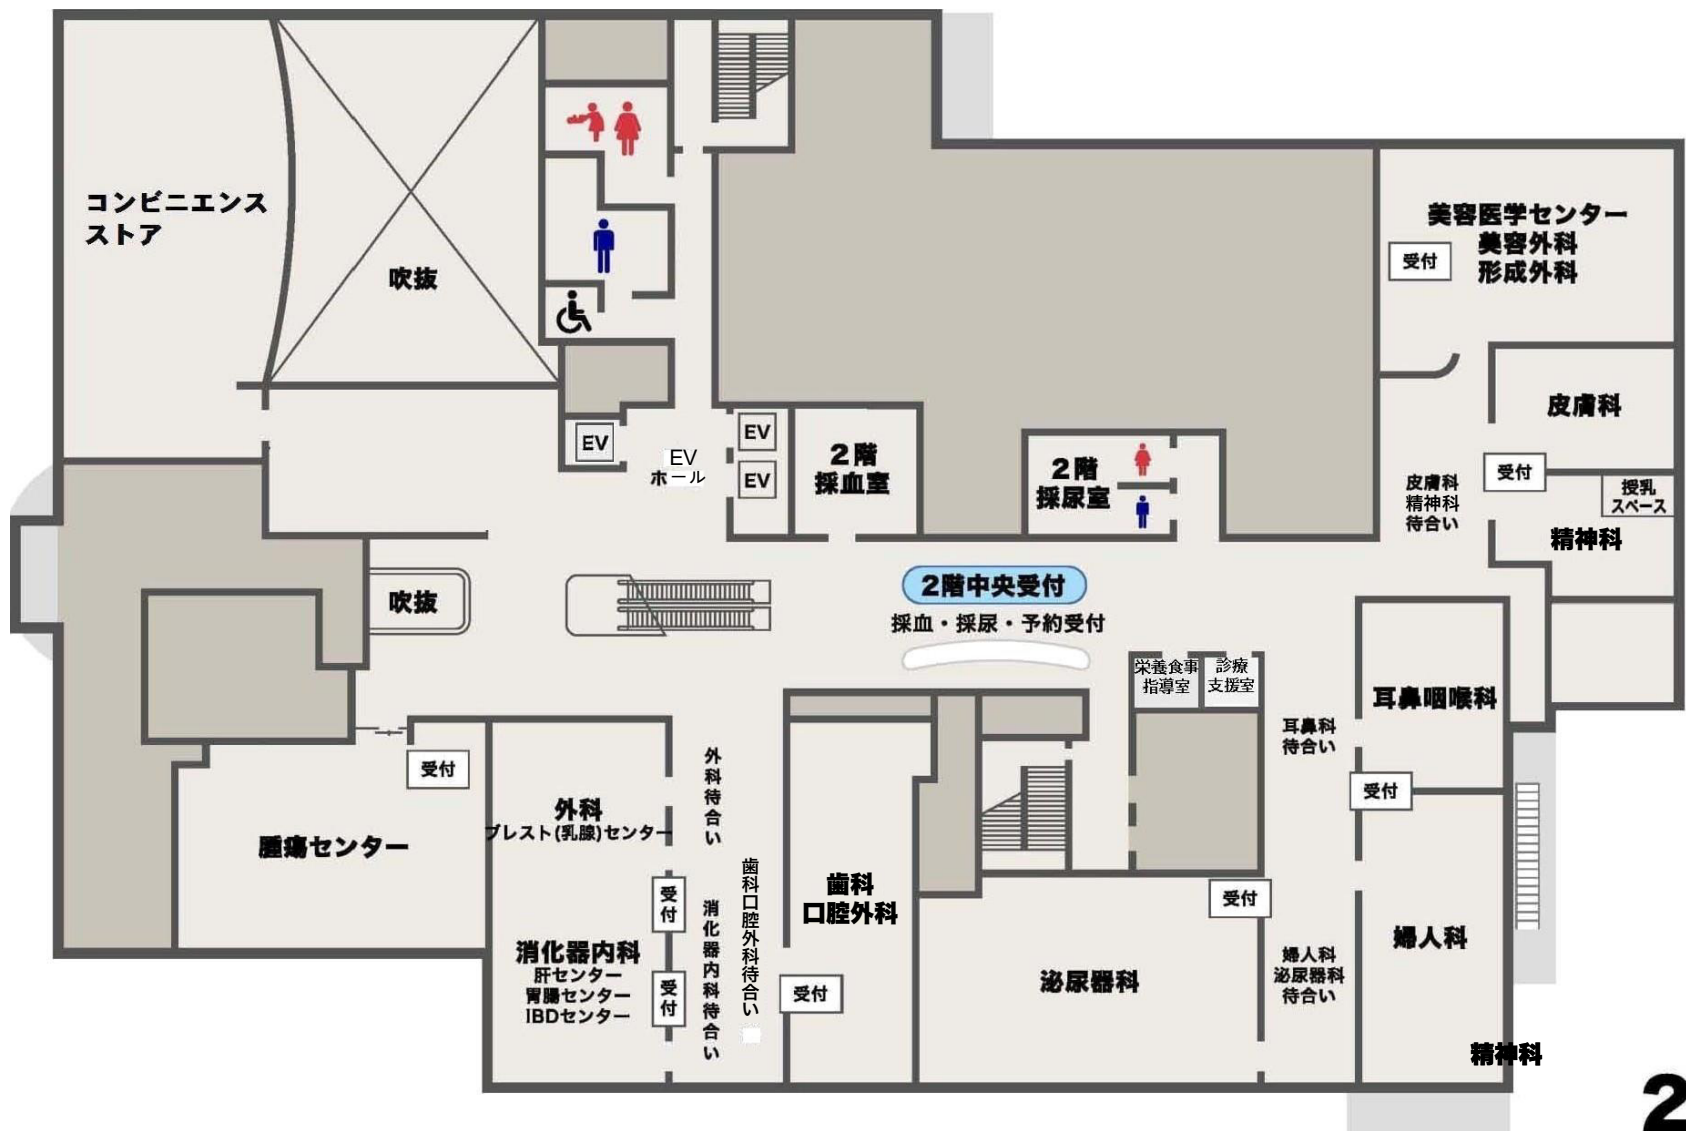 コンビニエンス
ストア
吹抜
EV
EV
ホール
EV
EV
2階
採血室
2階
採尿室
美容医学センター
美容外科
形成外科
受付
皮膚科
受付
皮膚科
精神科
待合い
授乳
スペース
精神科
吹抜
2階中央受付
採血・採尿・予約受付
栄養食事
指導室
診療
支援室
耳鼻咽喉科
耳鼻科
待合い
受付
受付
腫瘍センター
外科
ブレスト(乳腺)センター
外科待合い
受付
消化器内科
肝センター
胃腸センター
IBDセンター
受付
消化器内科待合い
歯科口腔外科待合い
歯科
口腔外科
受付
泌尿器科
受付
婦人科
泌尿器科
待合い
婦人科
精神科
2